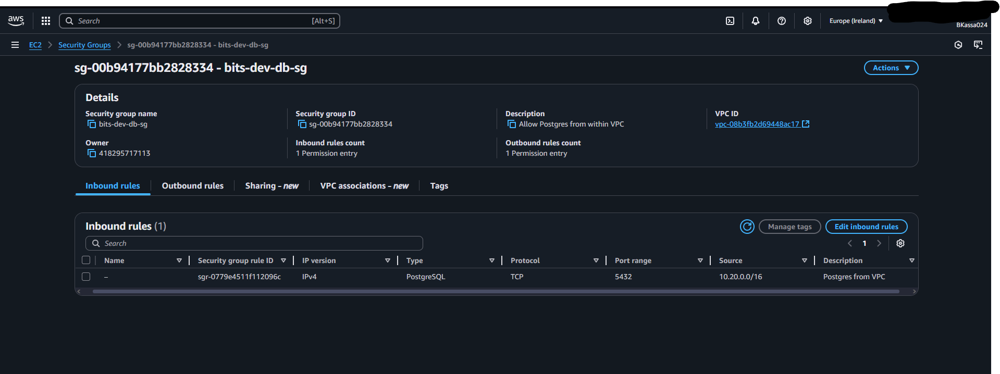 aws Search [Alt+S] Europe (Ireland)
BKassa024
EC2 Security Groups sg-00b94177bb2828334 - bits-dev-db-sg
sg-00b94177bb2828334 - bits-dev-db-sg Actions
Details
Security group name Security group ID Description VPC ID
bits-dev-db-sg sg-00b94177bb2828334 Allow Postgres from within VPC vpc-08b3fb2d69448ac17
Owner Inbound rules count Outbound rules count
418295717113 1 Permission entry 1 Permission entry
Inbound rules Outbound rules Sharing - new VPC associations - new Tags
Inbound rules (1) Manage tags Edit inbound rules
Search 1
Name Security group rule ID IP version Type Protocol Port range Source Description
– sgr-0779e4511f112096c IPv4 PostgreSQL TCP 5432 10.20.0.0/16 Postgres from VPC